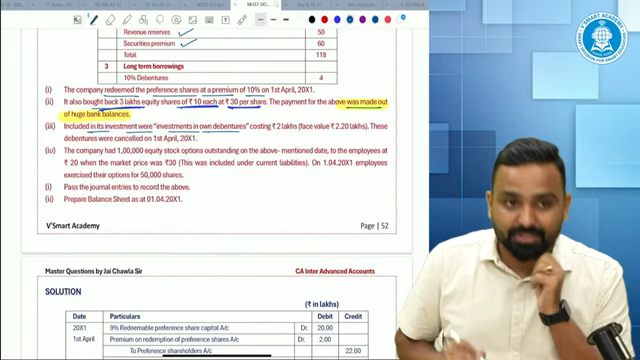 MUST DO...
Revenue reserves 50
Securities premium 60
Total 118
3 Long term borrowings
10% Debentures 4
(i) The company redeemed the preference shares at a premium of 10% on 1st April, 20X1.
(ii) It also bought back 3 lakhs equity shares of ₹ 10 each at ₹ 30 per share. The payment for the above was made out
of huge bank balances.
(iii) Included in its investment were "investments in own debentures" costing ₹ 2 lakhs (face value ₹ 2.20 lakhs). These
debentures were cancelled on 1st April, 20X1.
(iv) The company had 1,00,000 equity stock options outstanding on the above- mentioned date, to the employees at
₹ 20 when the market price was ₹30 (This was included under current liabilities). On 1.04.20X1 employees
exercised their options for 50,000 shares.
(i) Pass the journal entries to record the above.
(ii) Prepare Balance Sheet as at 01.04.20X1.
V'Smart Academy Page | 52
Master Questions by Jai Chawla Sir CA Inter Advanced Accounts
SOLUTION
(₹ in lakhs)
Date Particulars Debit Credit
20X1 9% Redeemable preference share capital A/c Dr. 20.00
1st April Premium on redemption of preference shares A/c Dr. 2.00
To Preference shareholders A/c 22.00
V'SMART ACADEMY